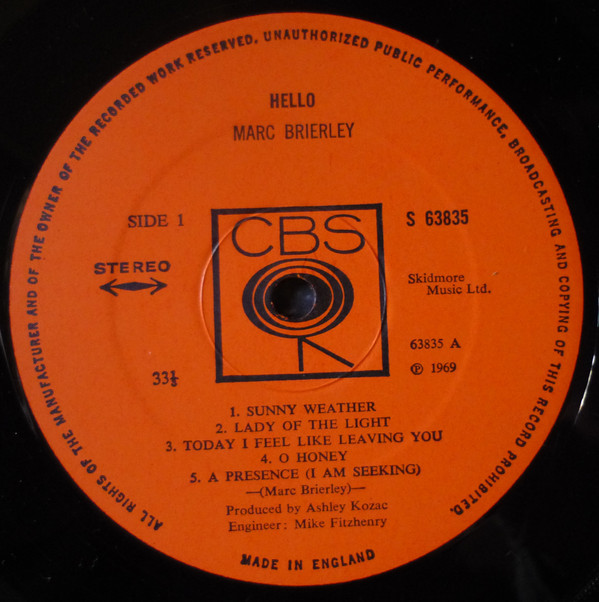 ALL RIGHTS OF THE MANUFACTURER AND OF THE OWNER OF THE RECORDED WORK RESERVED. UNAUTHORIZED PUBLIC PERFORMANCE, BROADCASTING AND COPYING OF THIS RECORD PROHIBITED.
HELLO
MARC BRIERLEY
SIDE 1
CBS
S 63835
STEREO
Skidmore
Music Ltd.
63835 A
33⅓
℗ 1969
1. SUNNY WEATHER
2. LADY OF THE LIGHT
3. TODAY I FEEL LIKE LEAVING YOU
4. O HONEY
5. A PRESENCE (I AM SEEKING)
—(Marc Brierley)—
Produced by Ashley Kozac
Engineer: Mike Fitzhenry
MADE IN ENGLAND